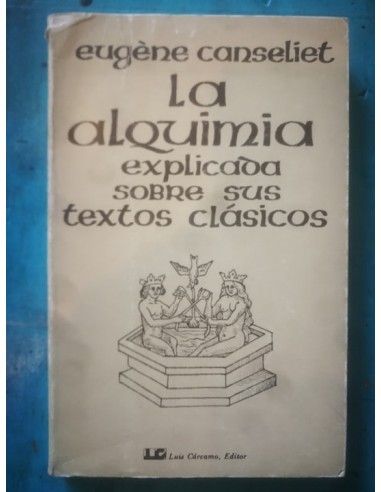 eugène canseliet
la
alquimia
explicada
sobre sus
textos clásicos
LC Luis Cárcamo, Editor